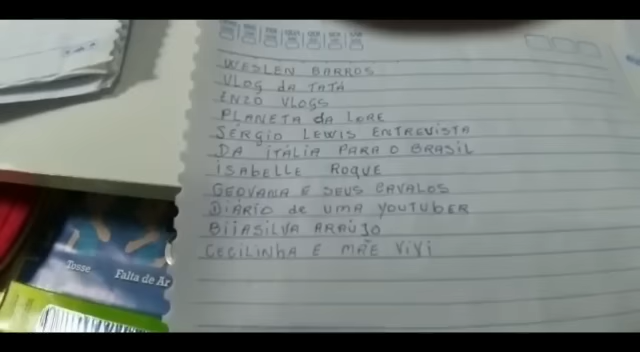 WESLEN BARROS
VLOG da TATA
ENZO VLOGS
PLANETA da LORE
SÉRGIO LEWIS ENTREVISTA
DA ITÁLIA PARA O BRASIL
ISABELLE ROQUE
GEOVANA E SEUS CAVALOS
DIÁRIO de UMA YOUTUBER
BIIASILVA ARAÚJO
CECILINHA E MÃE ViVi
Tosse
Falta de Ar